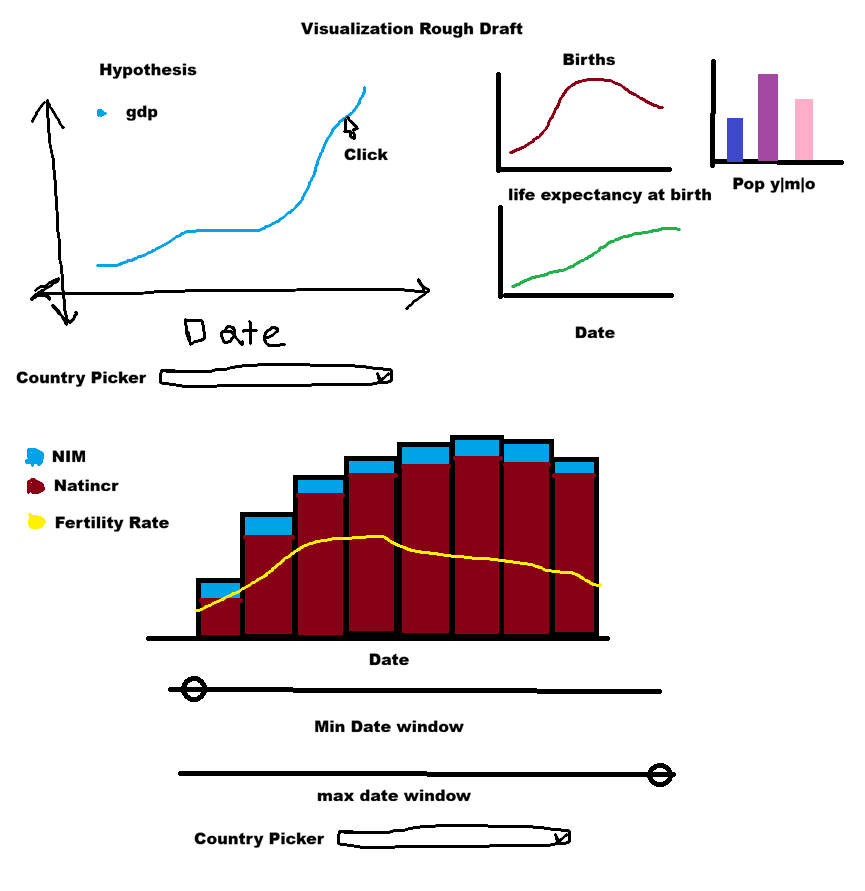 Visualization Rough Draft
Hypothesis
gdp
Click
Date
Country Picker
Births
Pop y|m|o
life expectancy at birth
Date
NIM
Natincr
Fertility Rate
Date
Min Date window
max date window
Country Picker